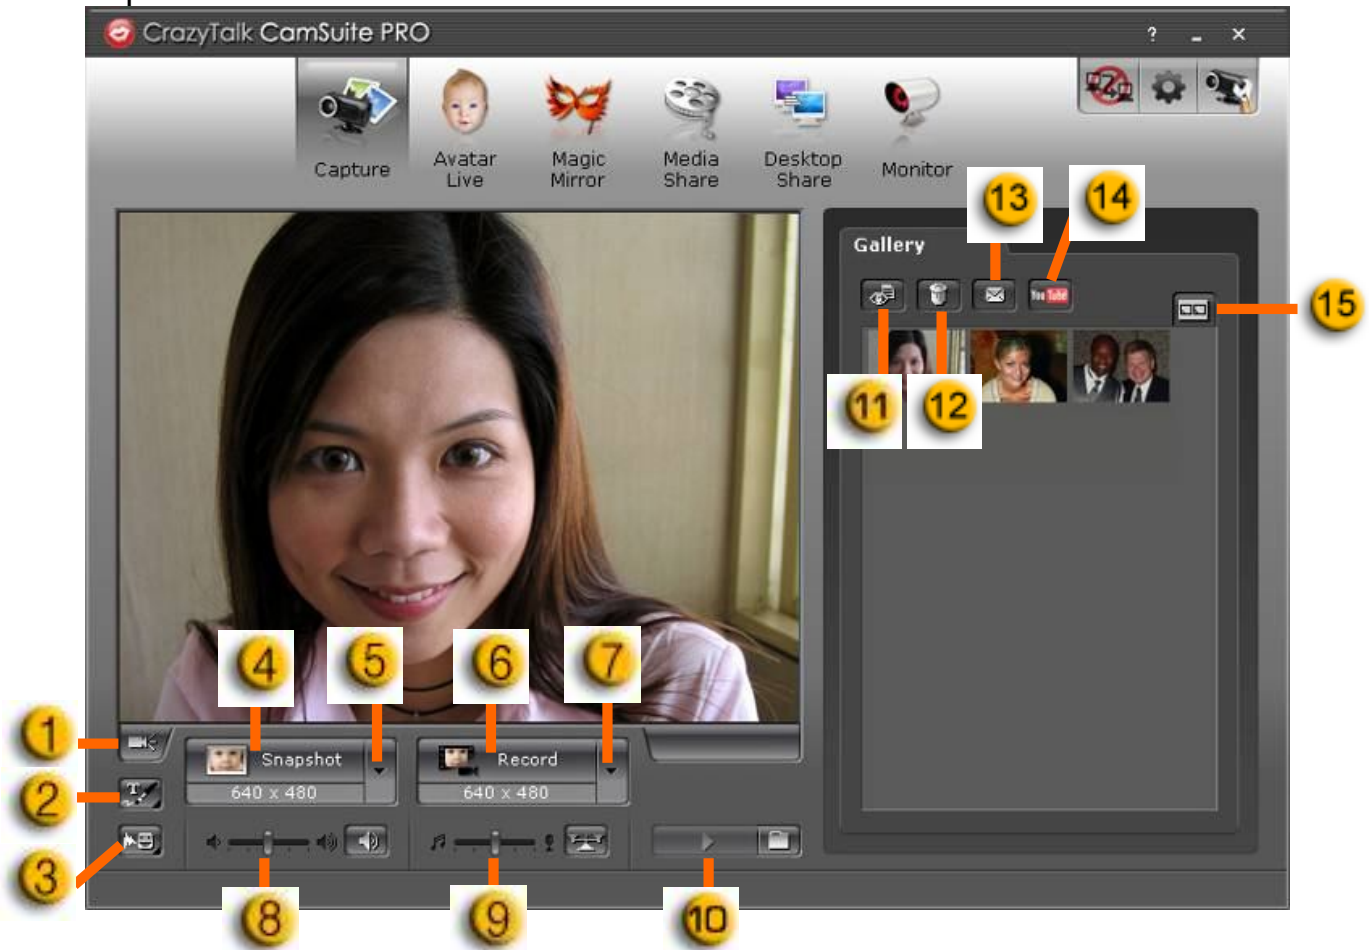 CrazyTalk CamSuite PRO
?
Capture
Avatar
Live
Magic
Mirror
Media
Share
Desktop
Share
Monitor
13
14
Gallery
You Tube
15
11
12
4
5
6
7
1
Snapshot
Record
640 x 480
640 x 480
2
T
3
8
9
10